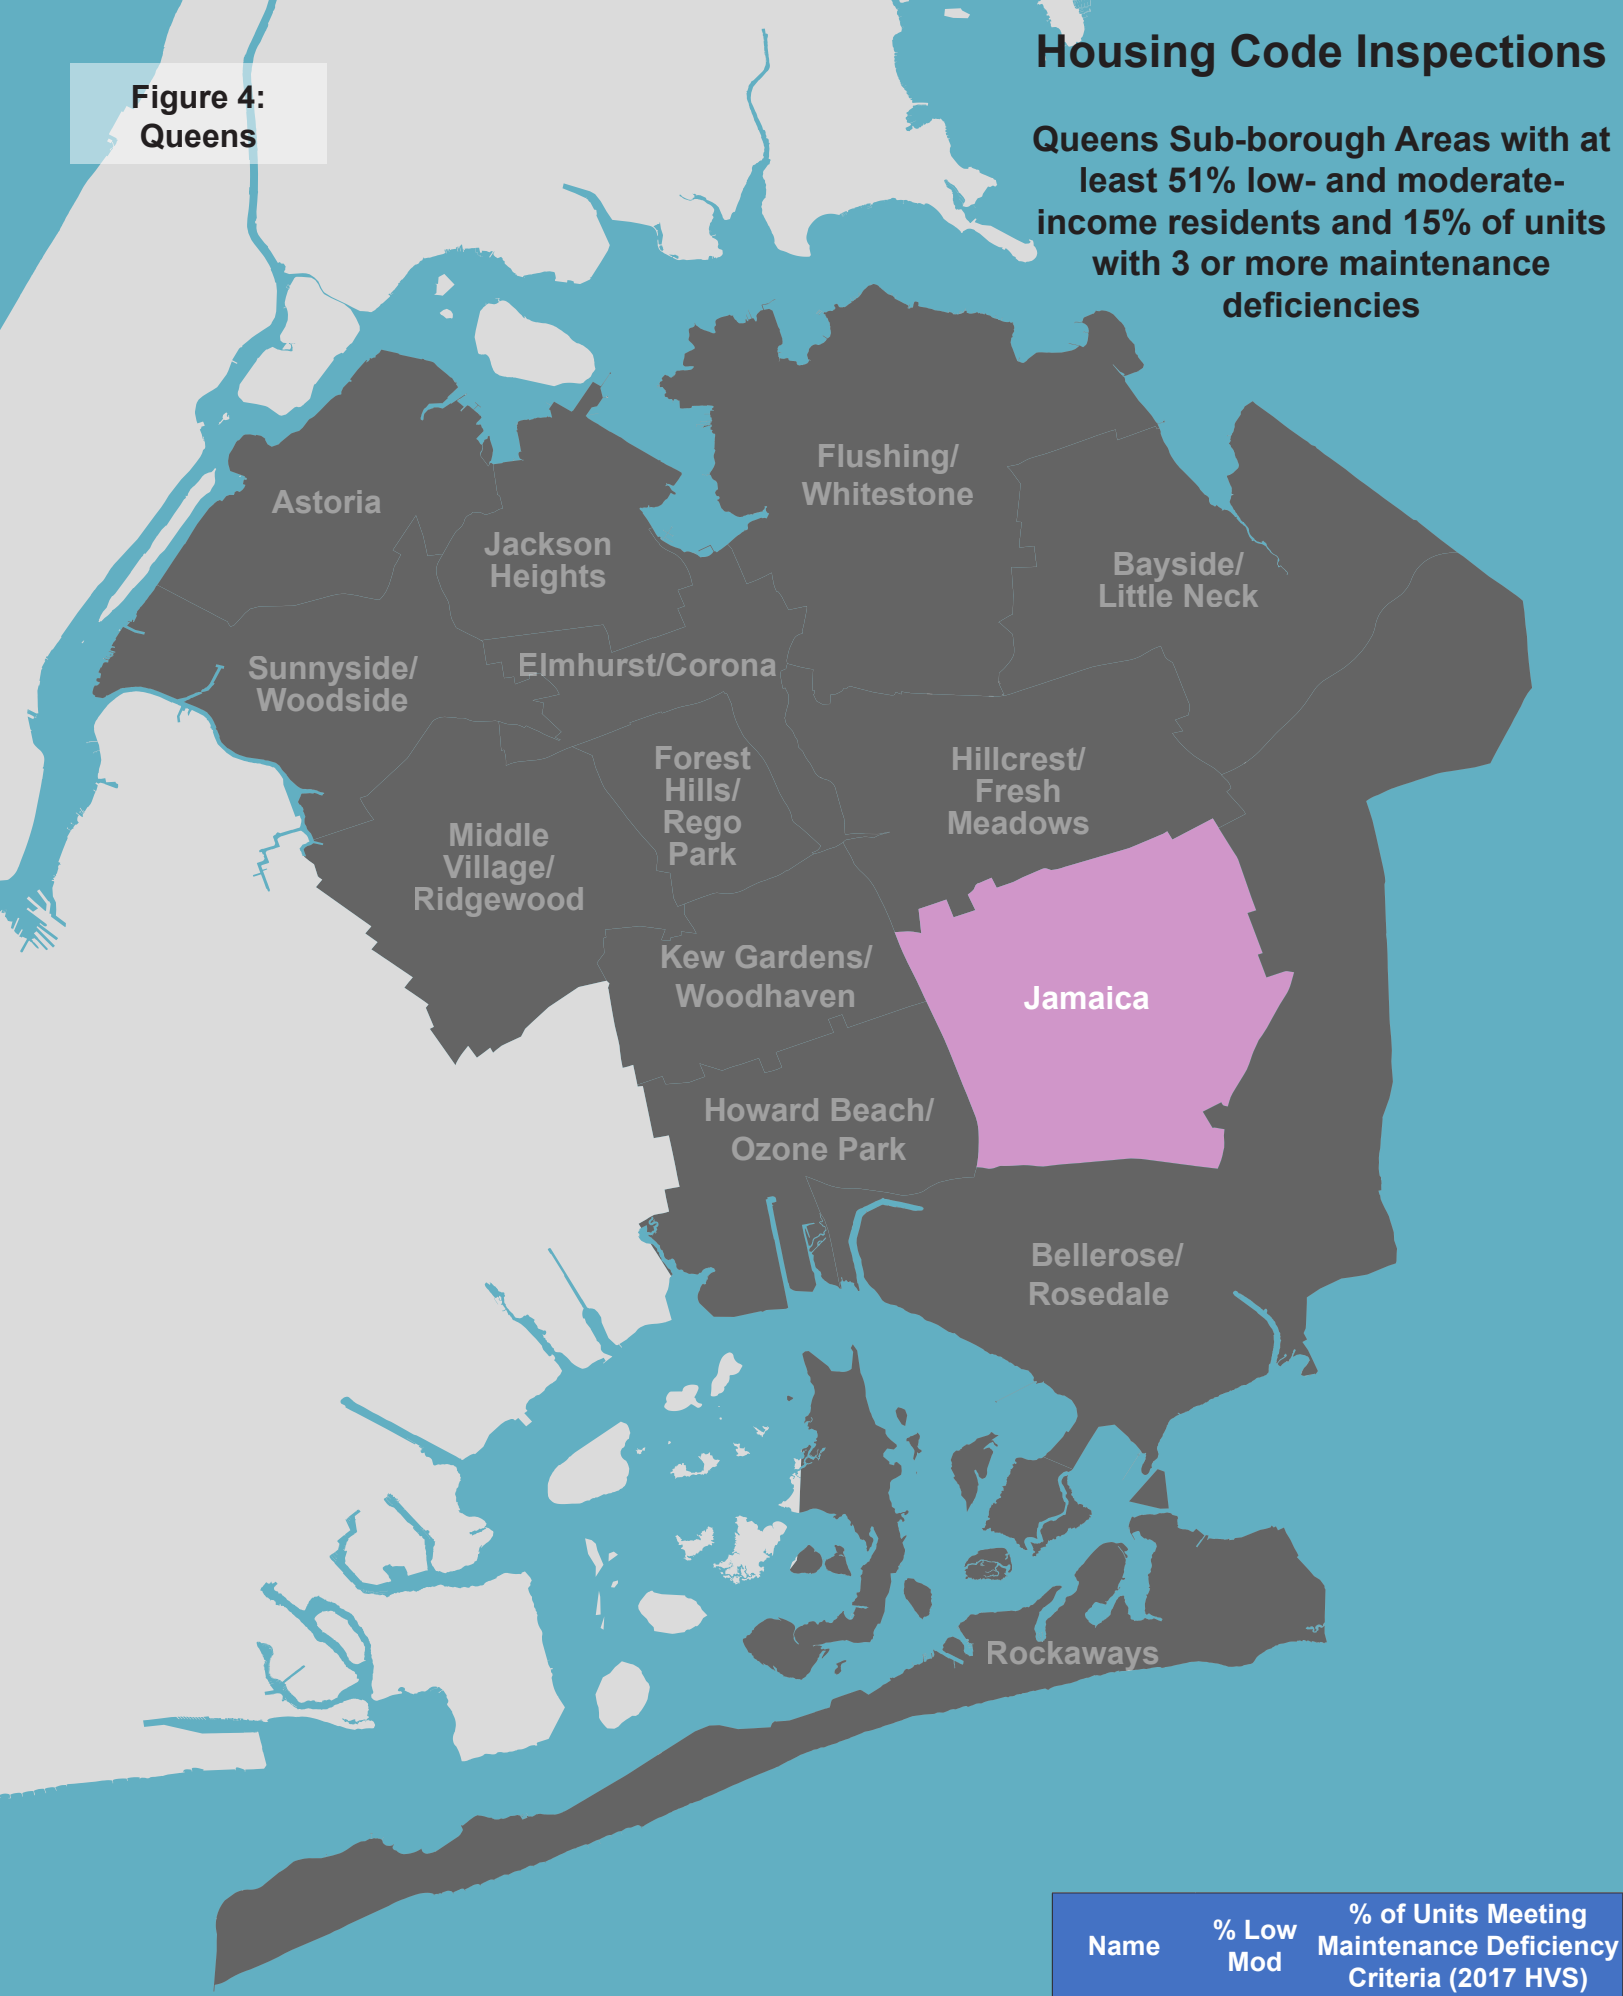 Figure 4:
Queens
Housing Code Inspections
Queens Sub-borough Areas with at
least 51% low- and moderate-
income residents and 15% of units
with 3 or more maintenance
deficiencies
Flushing/
Whitestone
Astoria
Jackson
Heights
Bayside/
Little Neck
Sunnyside/
Woodside
Elmhurst/Corona
Forest
Hills/
Rego
Park
Hillcrest/
Fresh
Meadows
Middle
Village/
Ridgewood
Kew Gardens/
Woodhaven
Jamaica
Howard Beach/
Ozone Park
Bellerose/
Rosedale
Rockaways
Name
% Low
Mod
% of Units Meeting
Maintenance Deficiency
Criteria (2017 HVS)